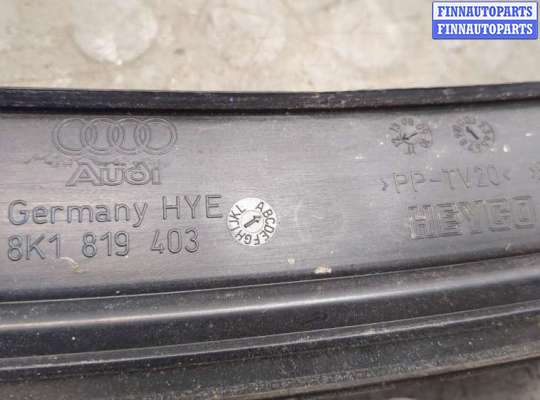 FINNAUTOPARTS
FINNAUTOPARTS
Audi
Germany HYE
8K1 819 403
ABCDEFGHIJKL
>PP-TV20<
HEYCO